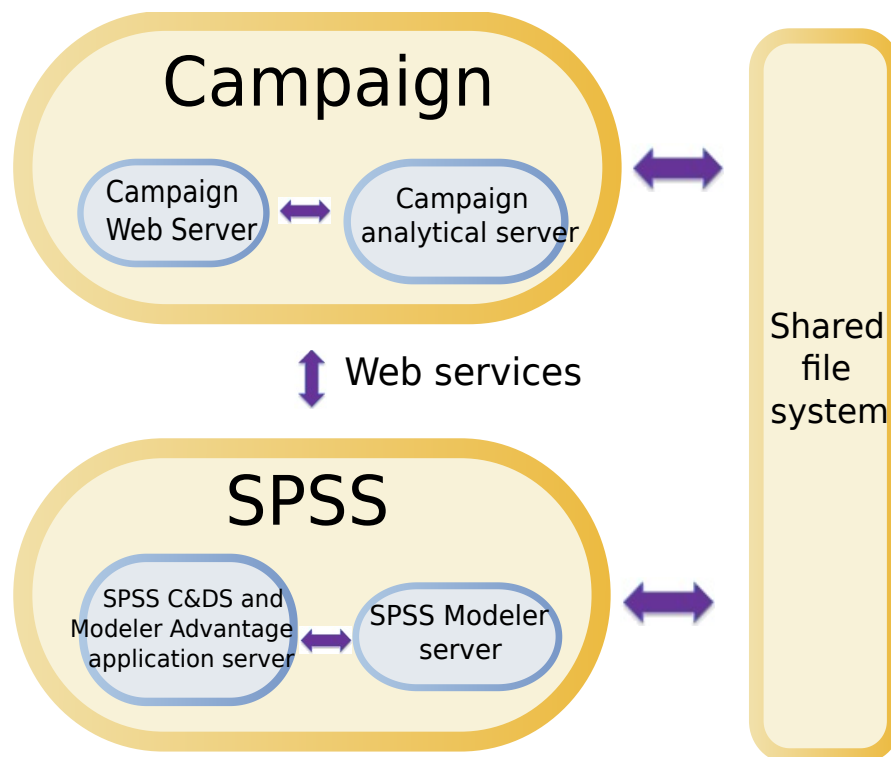 Campaign
Campaign
Web Server
Campaign
analytical server
Web services
Shared
file
system
SPSS
SPSS C&DS and
Modeler Advantage
application server
SPSS Modeler
server